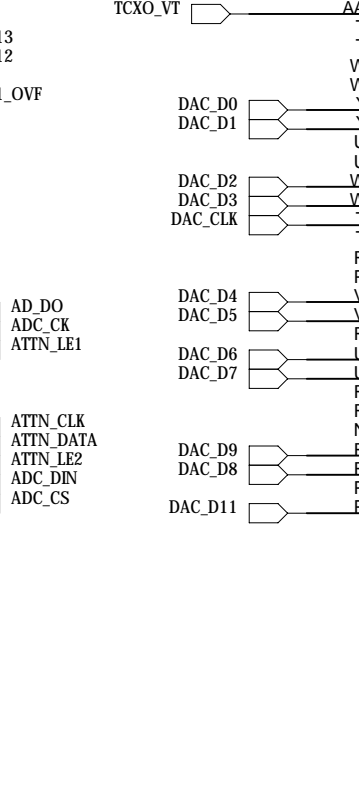 TCXO_VT
13
12
1_OVF
DAC_D0
DAC_D1
DAC_D2
DAC_D3
DAC_CLK
AD_DO
ADC_CK
ATTN_LE1
DAC_D4
DAC_D5
DAC_D6
DAC_D7
ATTN_CLK
ATTN_DATA
ATTN_LE2
ADC_DIN
ADC_CS
DAC_D9
DAC_D8
DAC_D11